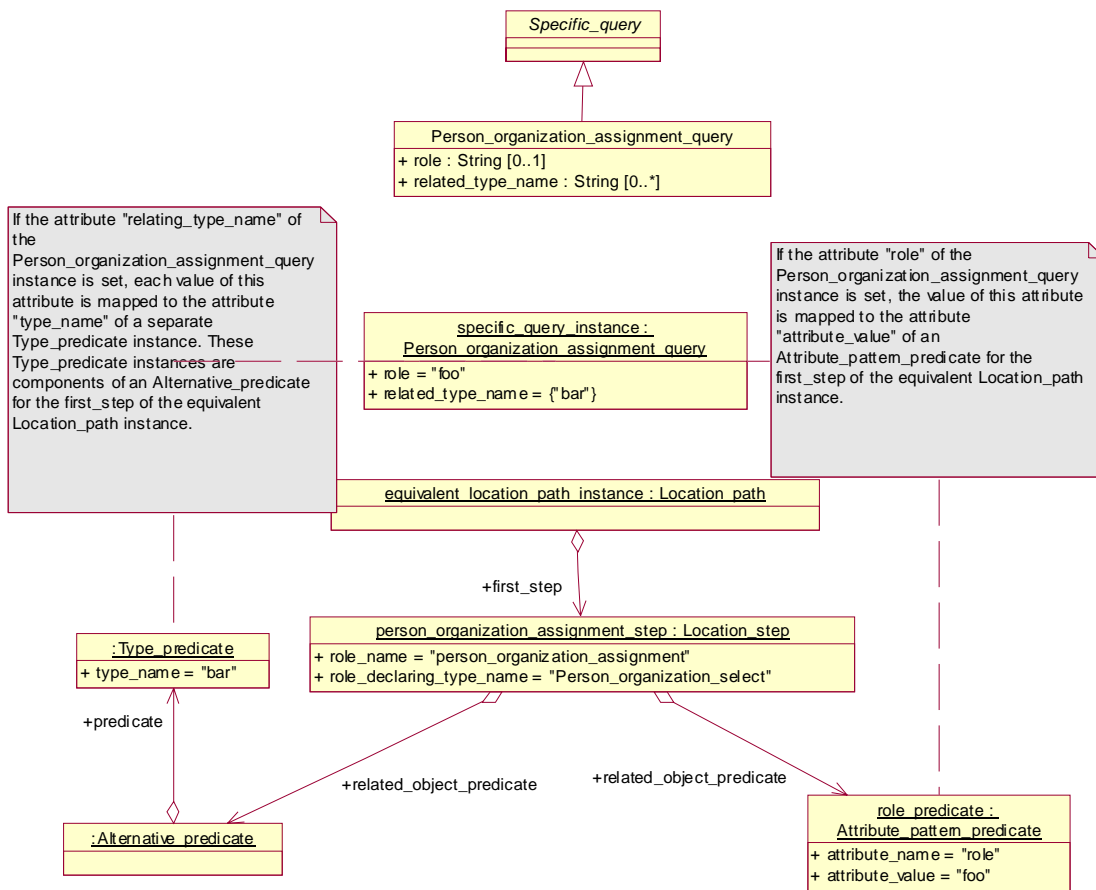 Specific_query
Person_organization_assignment_query
+ role : String [0..1]
+ related_type_name : String [0..*]
If the attribute "relating_type_name" of
the
Person_organization_assignment_query
instance is set, each value of this
attribute is mapped to the attribute
"type_name" of a separate
Type_predicate instance. These
Type_predicate instances are
components of an Alternative_predicate
for the first_step of the equivalent
Location_path instance.
If the attribute "role" of the
Person_organization_assignment_query
instance is set, the value of this attribute
is mapped to the attribute
"attribute_value" of an
Attribute_pattern_predicate for the
first_step of the equivalent Location_path
instance.
specific_query_instance :
Person_organization_assignment_query
+ role = "foo"
+ related_type_name = {"bar"}
equivalent_location_path_instance : Location_path
+first_step
person_organization_assignment_step : Location_step
+ role_name = "person_organization_assignment"
+ role_declaring_type_name = "Person_organization_select"
:Type_predicate
+ type_name = "bar"
+predicate
+related_object_predicate
+related_object_predicate
:Alternative_predicate
role_predicate :
Attribute_pattern_predicate
+ attribute_name = "role"
+ attribute_value = "foo"